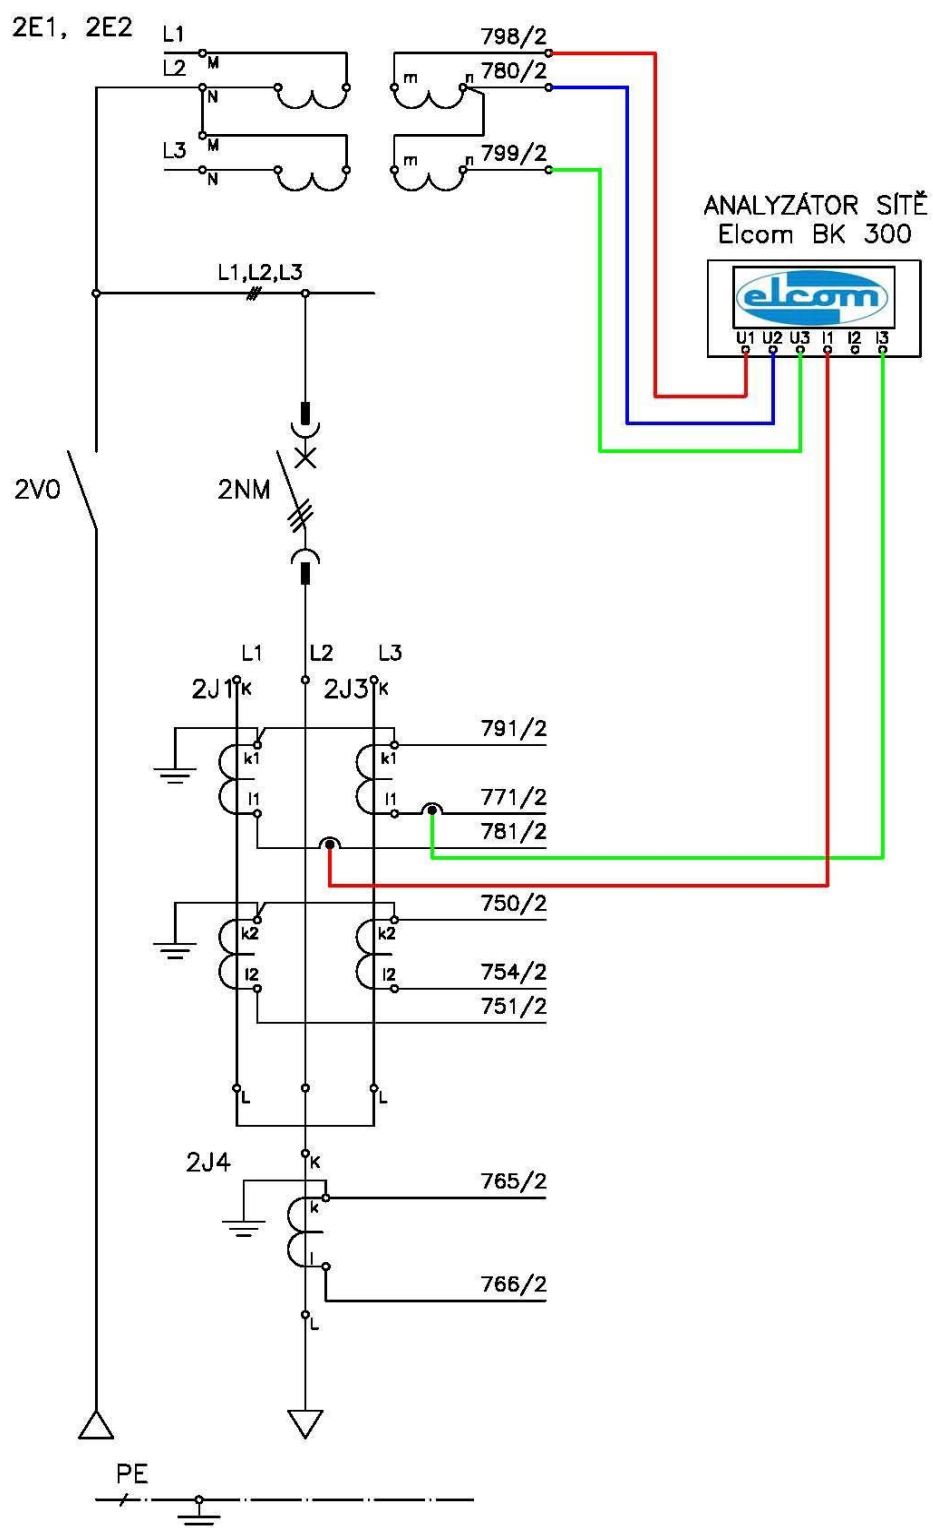 2E1, 2E2
L1
M
798/2
L2
N
m
n
780/2
M
L3
N
m
n
799/2
ANALYZÁTOR SÍTĚ
Elcom BK 300
elcom
U1 U2 U3 I1 I2 I3
L1,L2,L3
2V0
2NM
L1 L2 L3
2J1 K 2J3 K
791/2
k1 k1
l1 l1 771/2
781/2
750/2
k2 k2
l2 l2 754/2
751/2
L L
2J4 K
765/2
k
l
766/2
L
PE